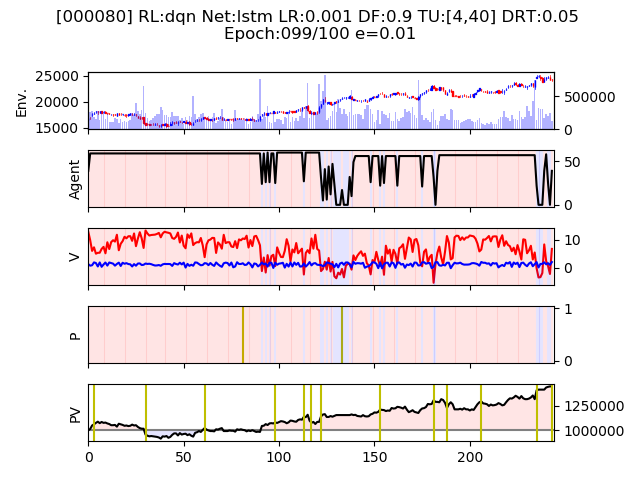 [000080] RL:dqn Net:lstm LR:0.001 DF:0.9 TU:[4,40] DRT:0.05
Epoch:099/100 e=0.01
Env.
25000
20000
15000
500000
0
Agent
50
0
V
10
0
P
1
0
PV
1250000
1000000
0 50 100 150 200